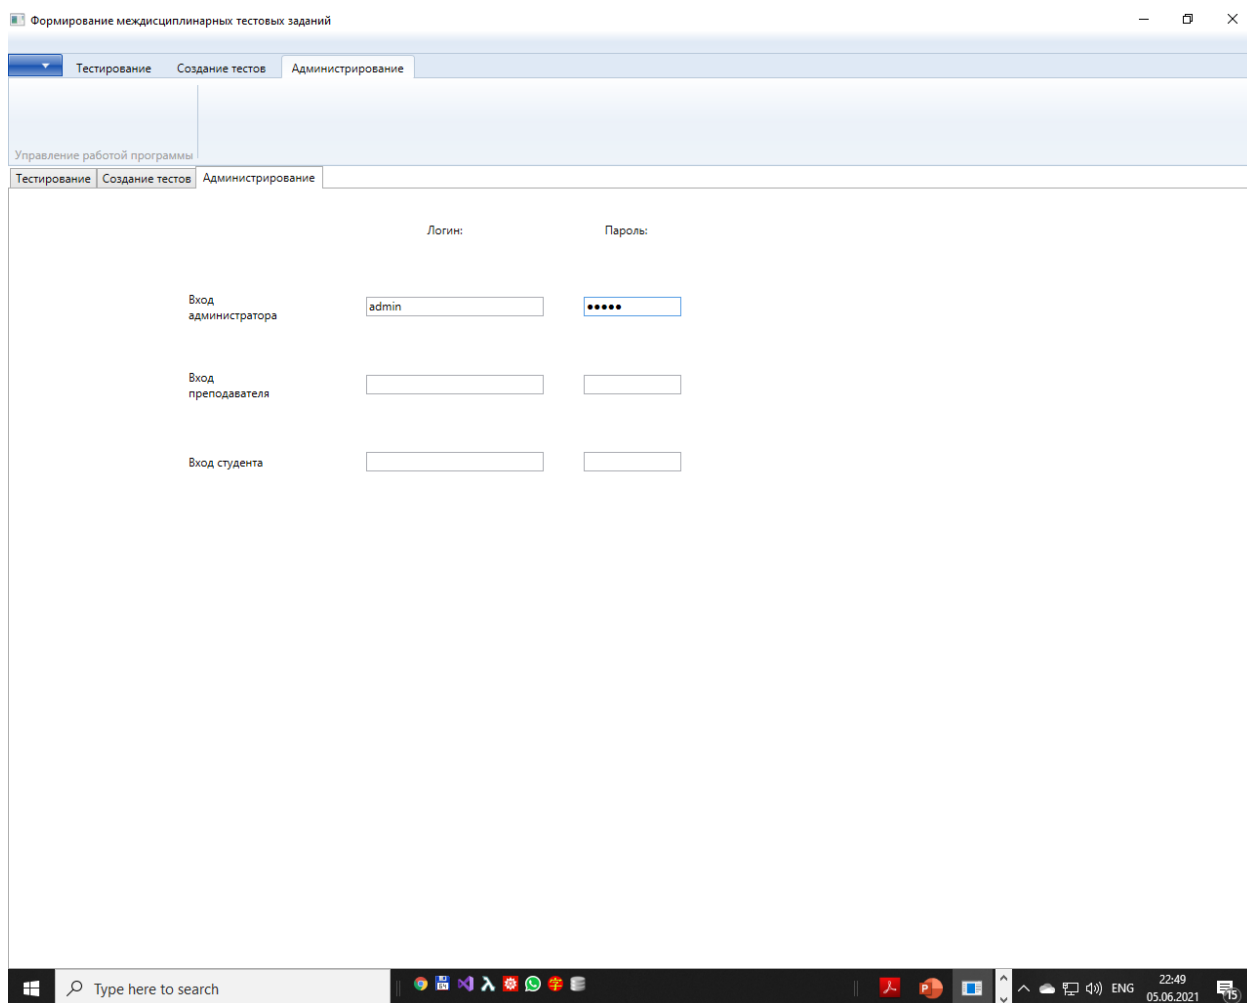 Формирование междисциплинарных тестовых заданий
Тестирование Создание тестов Администрирование
Управление работой программы
Тестирование Создание тестов Администрирование
Логин: Пароль:
Вход
администратора
admin •••••
Вход
преподавателя
Вход студента
Type here to search
ENG
22:49
05.06.2021
15